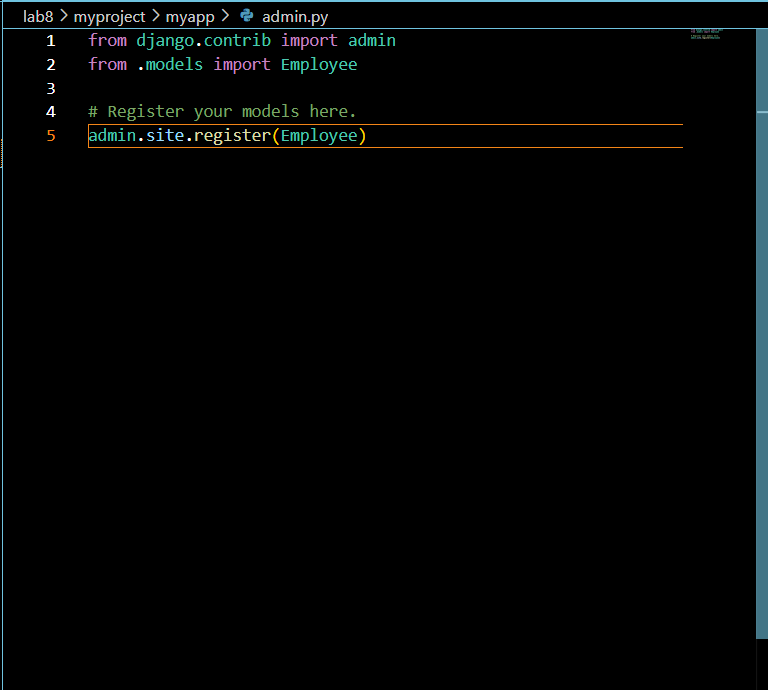 lab8 > myproject > myapp > admin.py
1 from django.contrib import admin
2 from .models import Employee
3
4 # Register your models here.
5 admin.site.register(Employee)